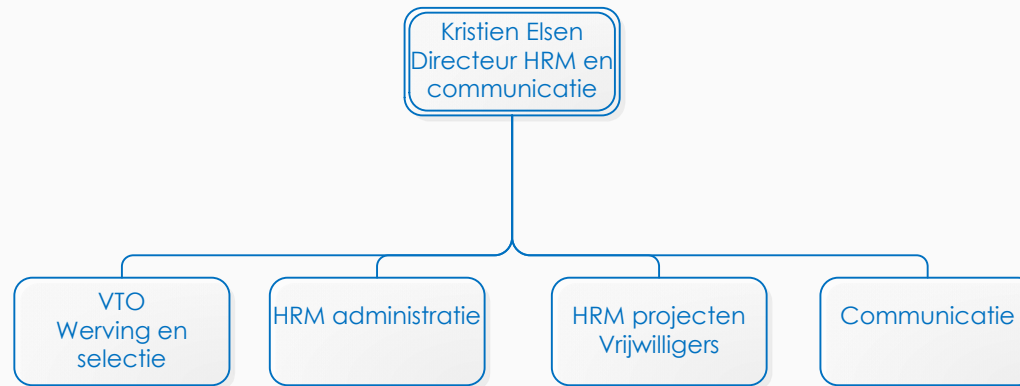 Kristien Elsen
Directeur HRM en
communicatie
VTO
Werving en
selectie
HRM administratie
HRM projecten
Vrijwilligers
Communicatie